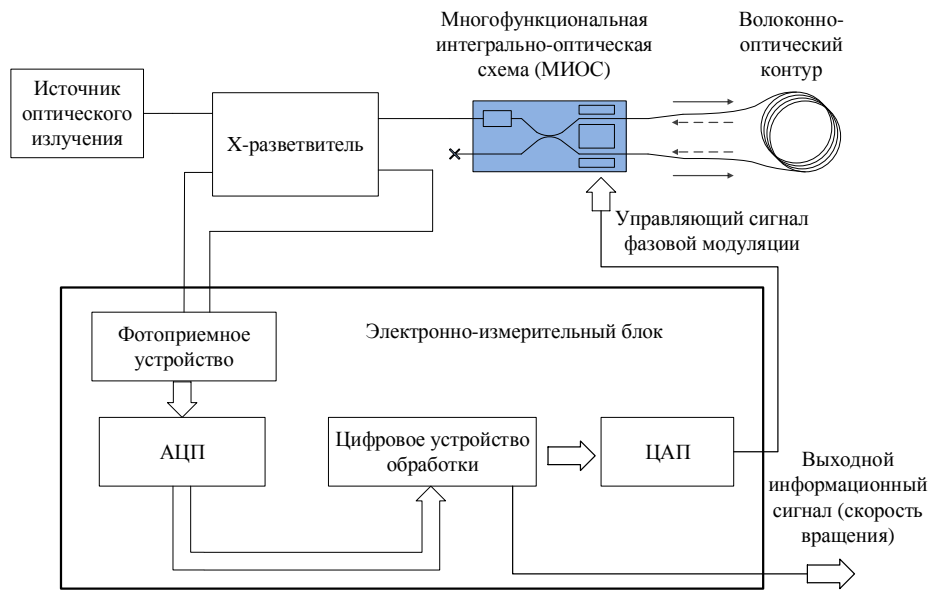 Многофункциональная
интегрально-оптическая
схема (МИОС)
Волоконно-
оптический
контур
Источник
оптического
излучения
Х-разветвитель
Управляющий сигнал
фазовой модуляции
Фотоприемное
устройство
Электронно-измерительный блок
АЦП
Цифровое устройство
обработки
ЦАП
Выходной
информационный
сигнал (скорость
вращения)